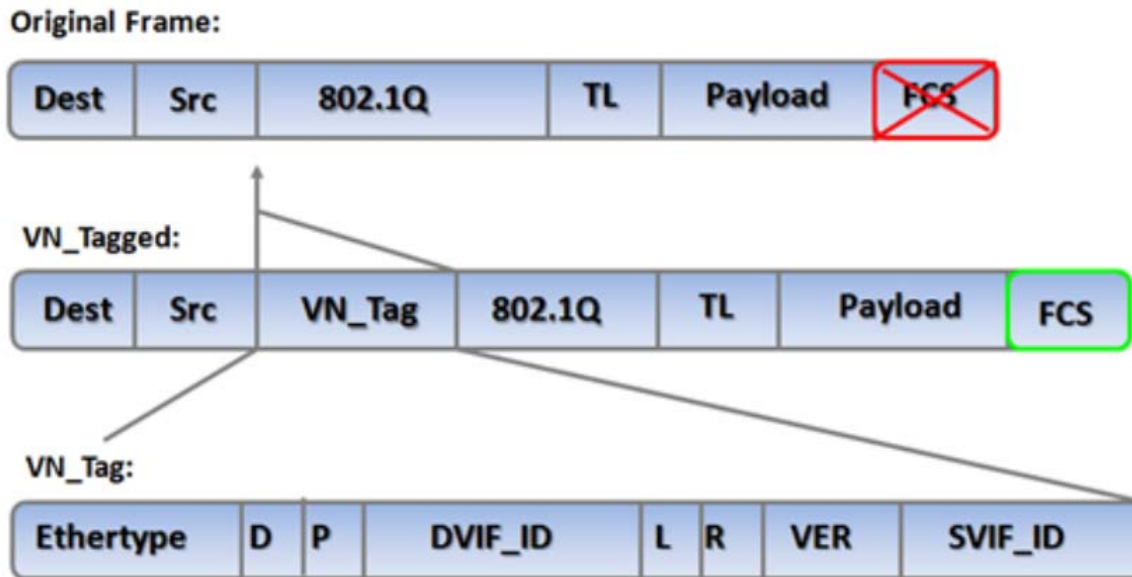 Original Frame:
Dest Src 802.1Q TL Payload FCS
VN_Tagged:
Dest Src VN_Tag 802.1Q TL Payload FCS
VN_Tag:
Ethertype D P DVIF_ID L R VER SVIF_ID